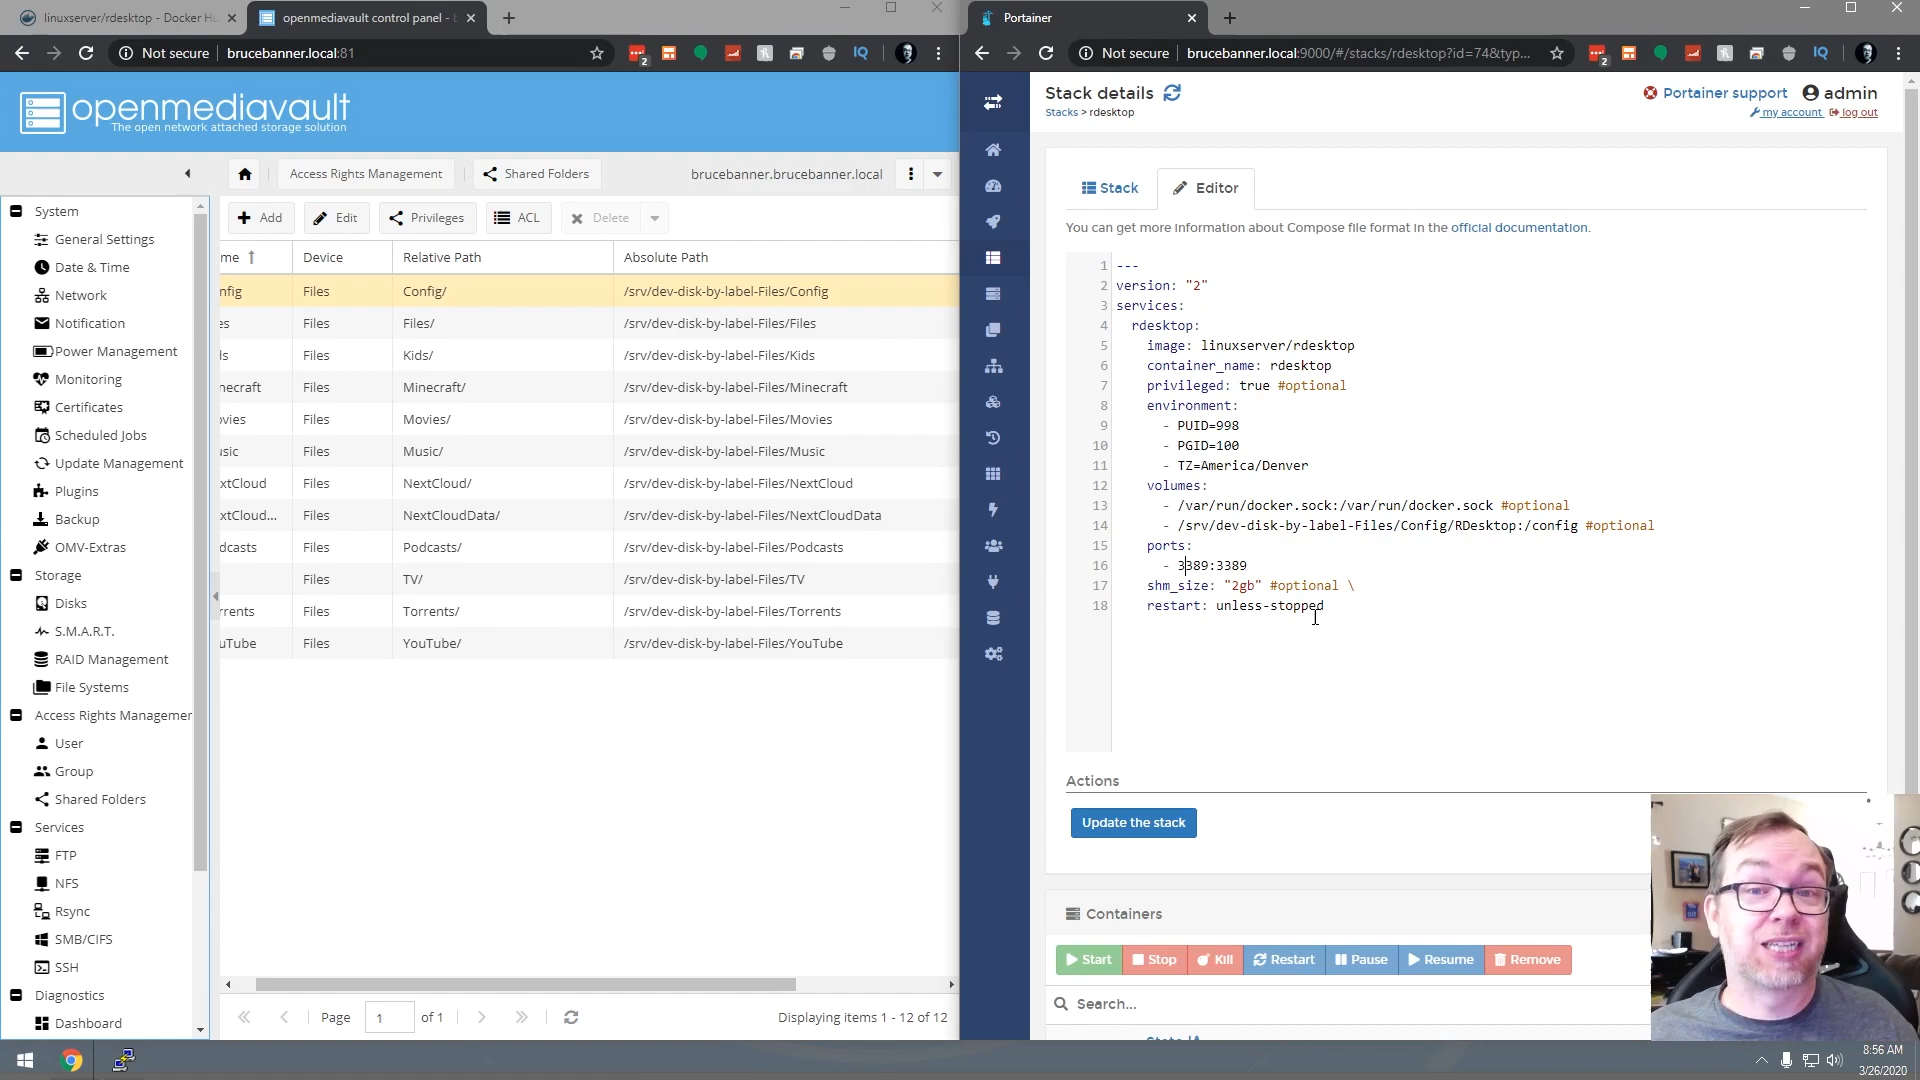 linuxserver/rdesktop - Docker Hu
openmediavault control panel - b
Not secure
brucebanner.local:81
2
IQ
openmediavault
The open network attached storage solution
Access Rights Management
Shared Folders
brucebanner.brucebanner.local
System
General Settings
Date & Time
Network
Notification
Power Management
Monitoring
Certificates
Scheduled Jobs
Update Management
Plugins
Backup
OMV-Extras
Storage
Disks
S.M.A.R.T.
RAID Management
File Systems
Access Rights Managemer
User
Group
Shared Folders
Services
FTP
NFS
Rsync
SMB/CIFS
SSH
Diagnostics
Dashboard
Add
Edit
Privileges
ACL
Delete
me Device Relative Path Absolute Path
nfig Files Config/ /srv/dev-disk-by-label-Files/Config
es Files Files/ /srv/dev-disk-by-label-Files/Files
ds Files Kids/ /srv/dev-disk-by-label-Files/Kids
necraft Files Minecraft/ /srv/dev-disk-by-label-Files/Minecraft
ovies Files Movies/ /srv/dev-disk-by-label-Files/Movies
usic Files Music/ /srv/dev-disk-by-label-Files/Music
xtCloud Files NextCloud/ /srv/dev-disk-by-label-Files/NextCloud
xtCloud... Files NextCloudData/ /srv/dev-disk-by-label-Files/NextCloudData
dcasts Files Podcasts/ /srv/dev-disk-by-label-Files/Podcasts
Files TV/ /srv/dev-disk-by-label-Files/TV
rrents Files Torrents/ /srv/dev-disk-by-label-Files/Torrents
uTube Files YouTube/ /srv/dev-disk-by-label-Files/YouTube
Page 1 of 1
Displaying items 1 - 12 of 12
Portainer
Not secure
brucebanner.local:9000/#/stacks/rdesktop?id=74&typ...
2
IQ
Stack details
Stacks > rdesktop
Portainer support
admin
my account
log out
Stack
Editor
You can get more information about Compose file format in the official documentation.
1 ---
2 version: "2"
3 services:
4 rdesktop:
5 image: linuxserver/rdesktop
6 container_name: rdesktop
7 privileged: true #optional
8 environment:
9 - PUID=998
10 - PGID=100
11 - TZ=America/Denver
12 volumes:
13 - /var/run/docker.sock:/var/run/docker.sock #optional
14 - /srv/dev-disk-by-label-Files/Config/RDesktop:/config #optional
15 ports:
16 - 3389:3389
17 shm_size: "2gb" #optional \
18 restart: unless-stopped
Actions
Update the stack
Containers
Start
Stop
Kill
Restart
Pause
Resume
Remove
Search...
8:56 AM
3/26/2020